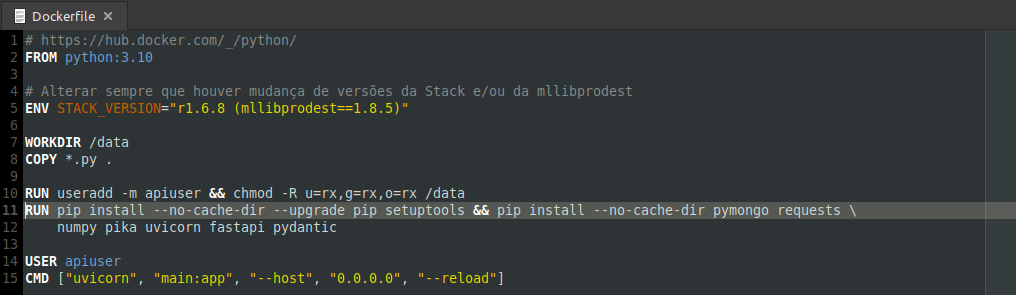 Dockerfile ×
1 # https://hub.docker.com/_/python/
2 FROM python:3.10
3
4 # Alterar sempre que houver mudança de versões da Stack e/ou da mllibprodest
5 ENV STACK_VERSION="r1.6.8 (mllibprodest==1.8.5)"
6
7 WORKDIR /data
8 COPY *.py .
9
10 RUN useradd -m apiuser && chmod -R u=rx,g=rx,o=rx /data
11 RUN pip install --no-cache-dir --upgrade pip setuptools && pip install --no-cache-dir pymongo requests \
12     numpy pika uvicorn fastapi pydantic
13
14 USER apiuser
15 CMD ["uvicorn", "main:app", "--host", "0.0.0.0", "--reload"]